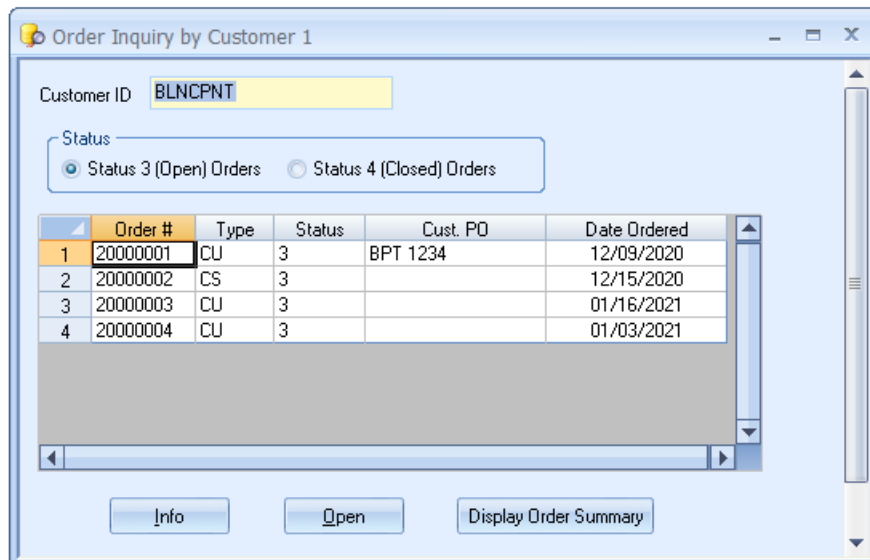 Order Inquiry by Customer 1
Customer ID BLNCPNT
Status
Status 3 (Open) Orders Status 4 (Closed) Orders
Order # Type Status Cust. PO Date Ordered
1 20000001 CU 3 BPT 1234 12/09/2020
2 20000002 CS 3 12/15/2020
3 20000003 CU 3 01/16/2021
4 20000004 CU 3 01/03/2021
Info Open Display Order Summary